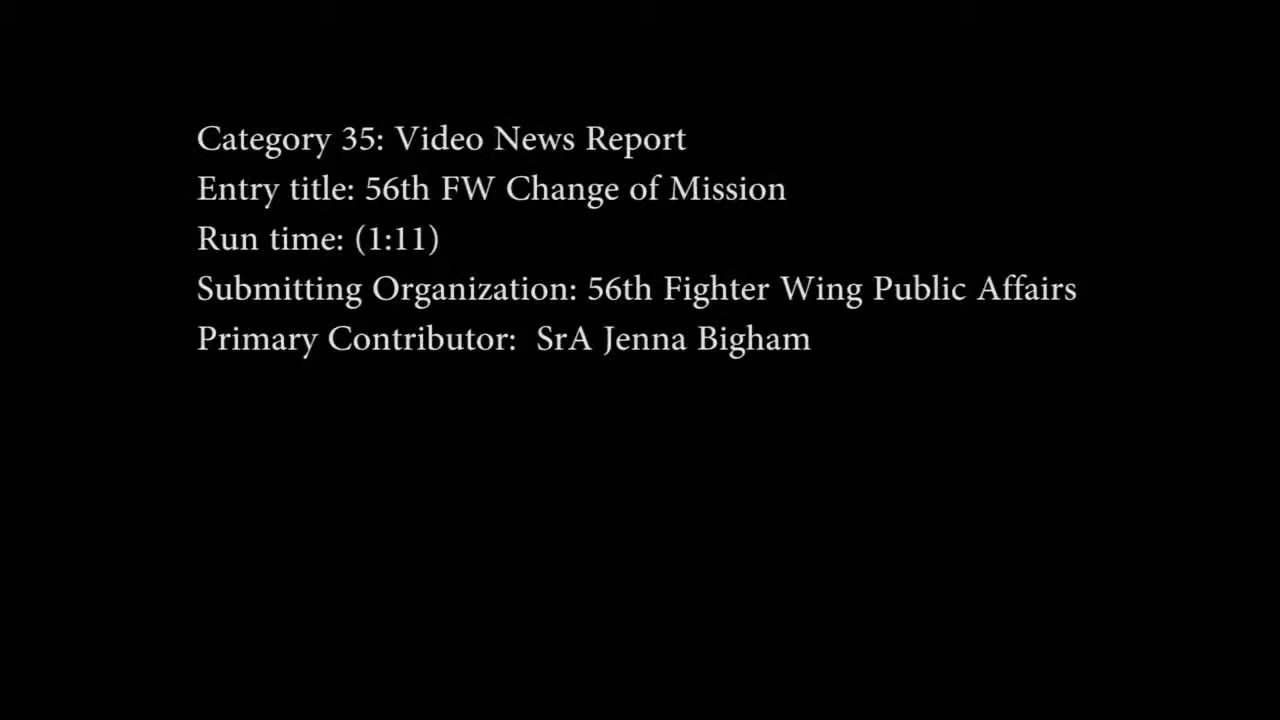 Category 35: Video News Report
Entry title: 56th FW Change of Mission
Run time: (1:11)
Submitting Organization: 56th Fighter Wing Public Affairs
Primary Contributor:  SrA Jenna Bigham